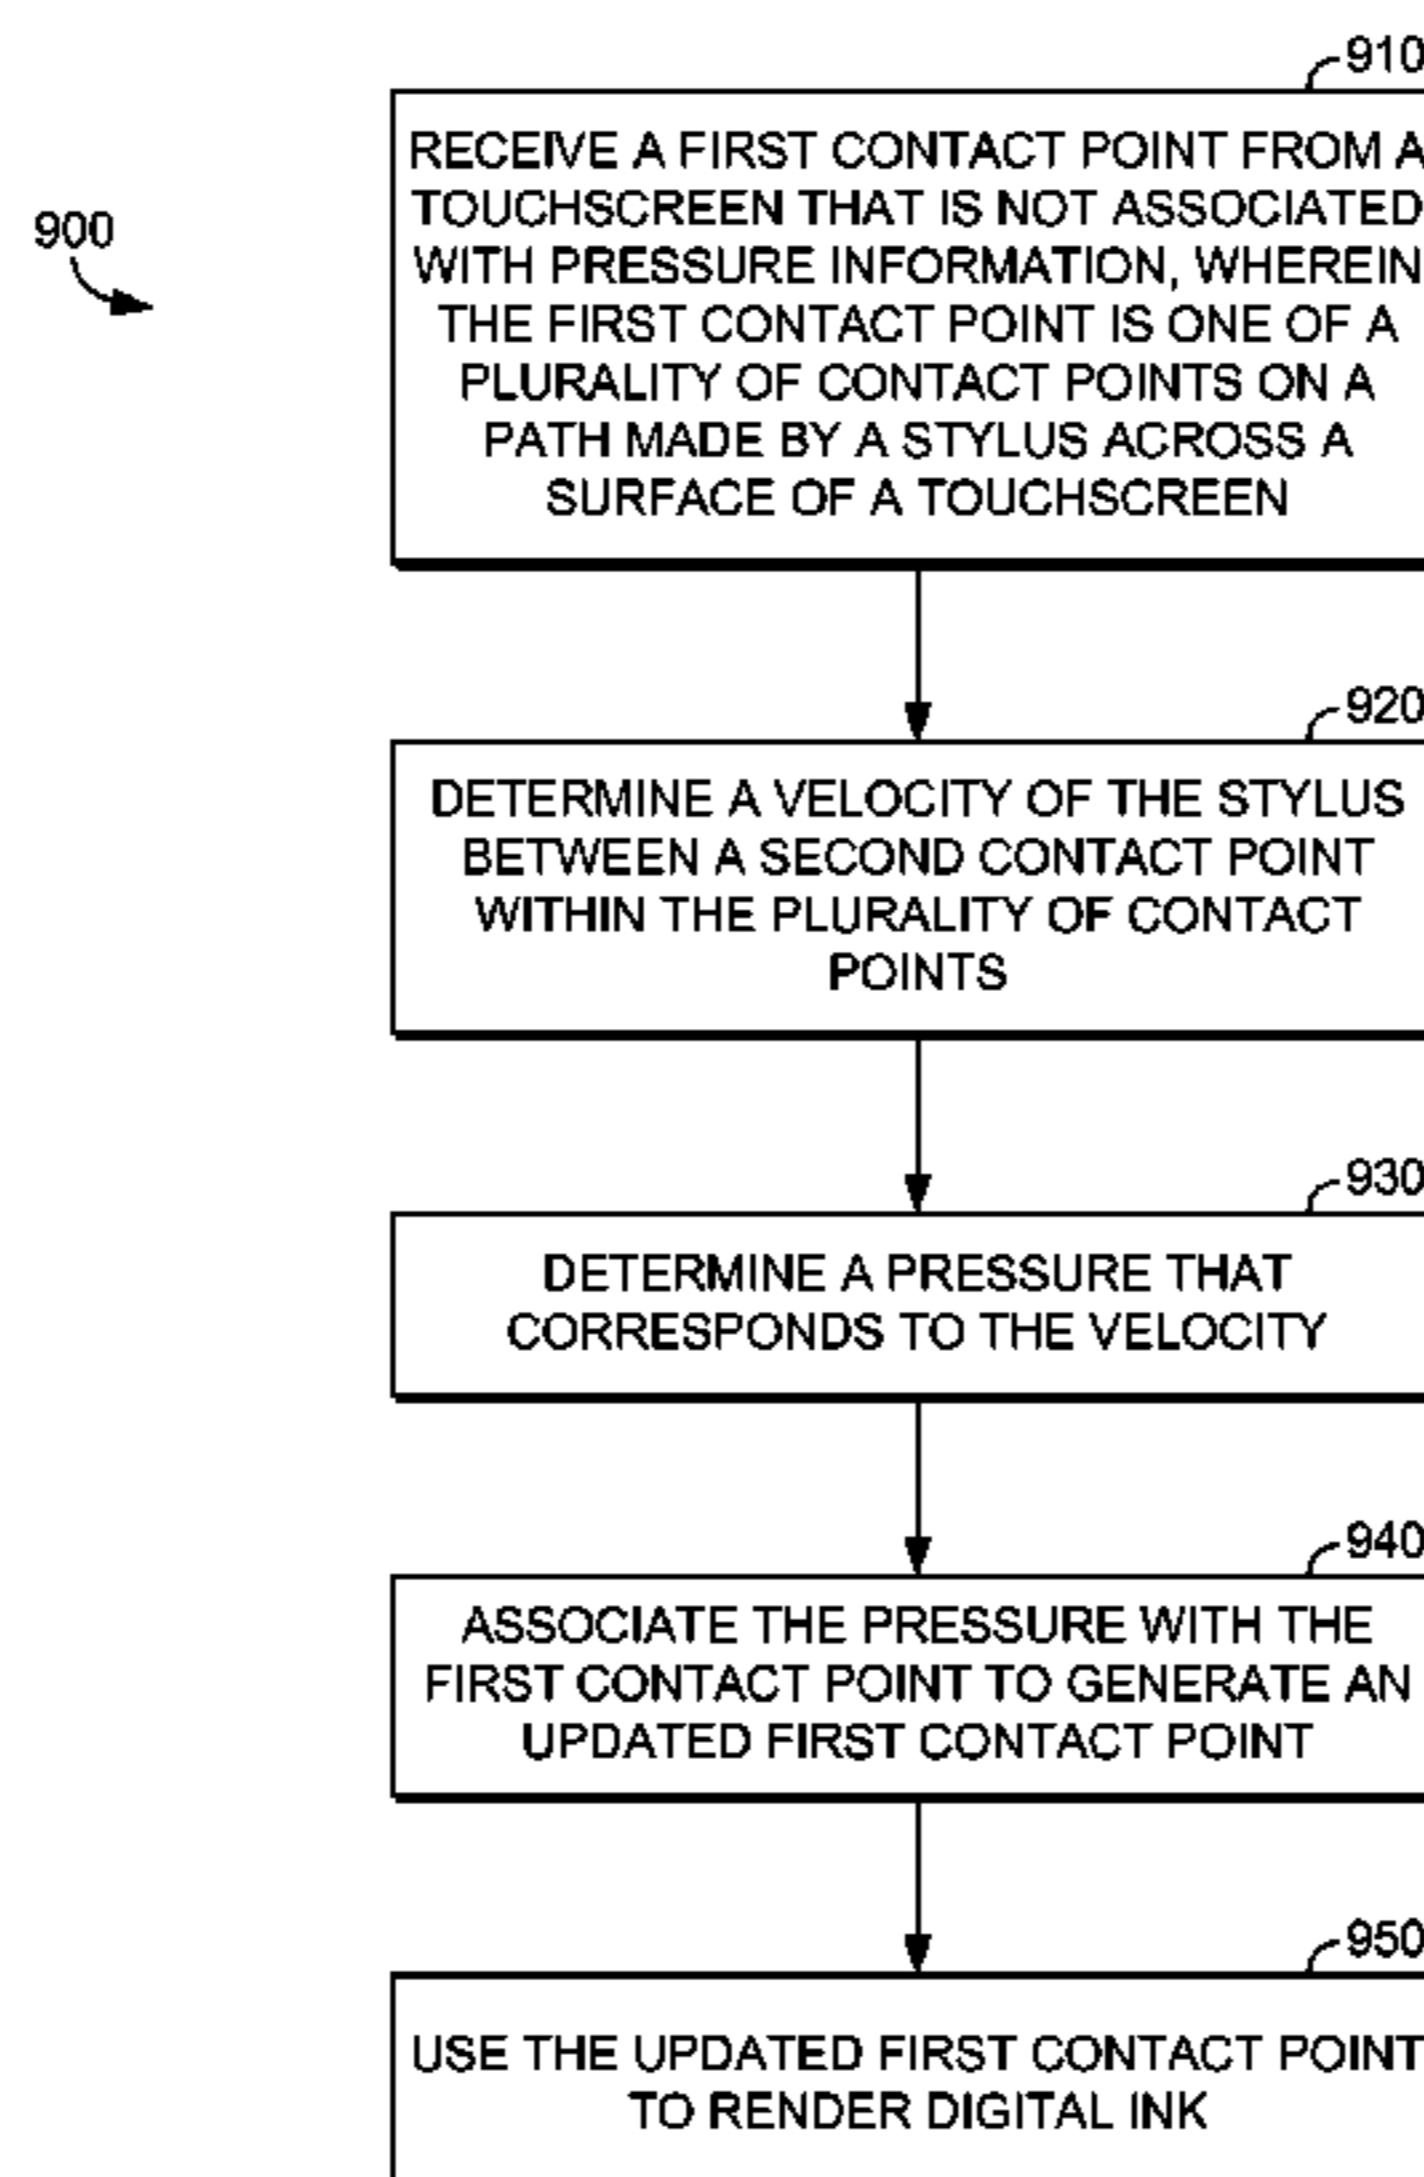 910
RECEIVE A FIRST CONTACT POINT FROM A
TOUCHSCREEN THAT IS NOT ASSOCIATED
WITH PRESSURE INFORMATION, WHEREIN
THE FIRST CONTACT POINT IS ONE OF A
PLURALITY OF CONTACT POINTS ON A
PATH MADE BY A STYLUS ACROSS A
SURFACE OF A TOUCHSCREEN
900
920
DETERMINE A VELOCITY OF THE STYLUS
BETWEEN A SECOND CONTACT POINT
WITHIN THE PLURALITY OF CONTACT
POINTS
930
DETERMINE A PRESSURE THAT
CORRESPONDS TO THE VELOCITY
940
ASSOCIATE THE PRESSURE WITH THE
FIRST CONTACT POINT TO GENERATE AN
UPDATED FIRST CONTACT POINT
950
USE THE UPDATED FIRST CONTACT POINT
TO RENDER DIGITAL INK